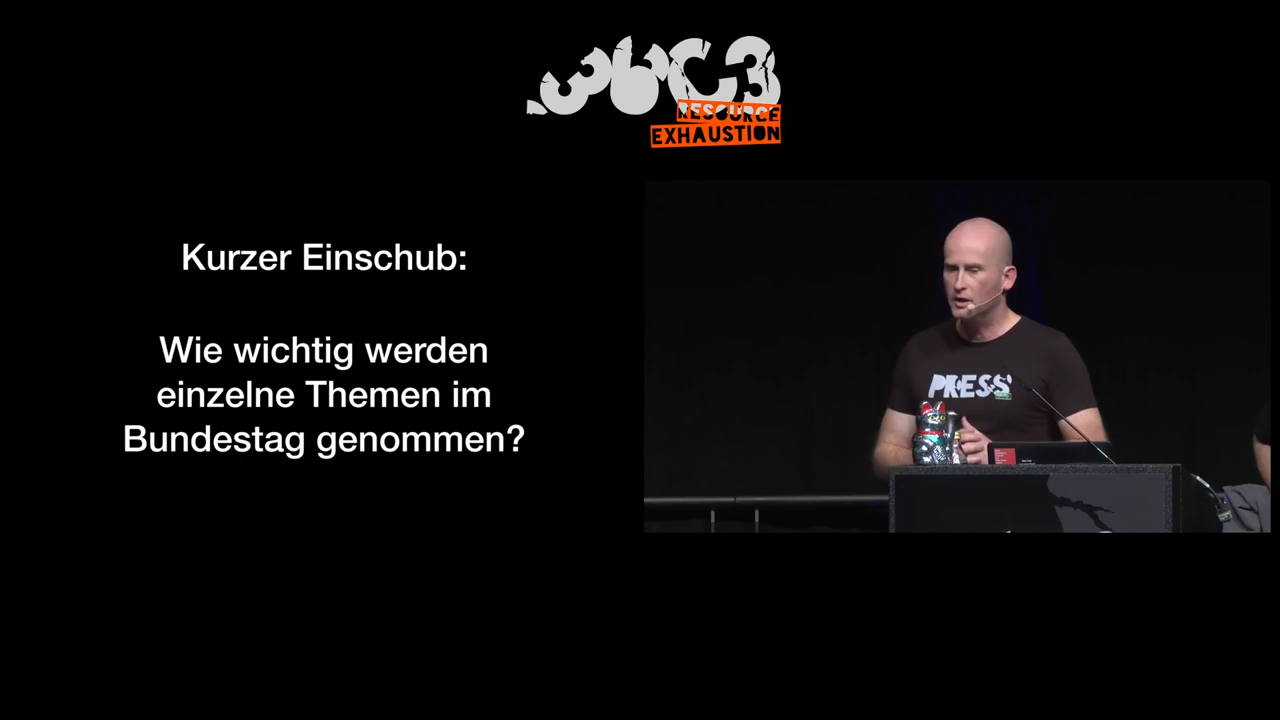 36C3
RESOURCE
EXHAUSTION
Kurzer Einschub:
Wie wichtig werden
einzelne Themen im
Bundestag genommen?
PRESS